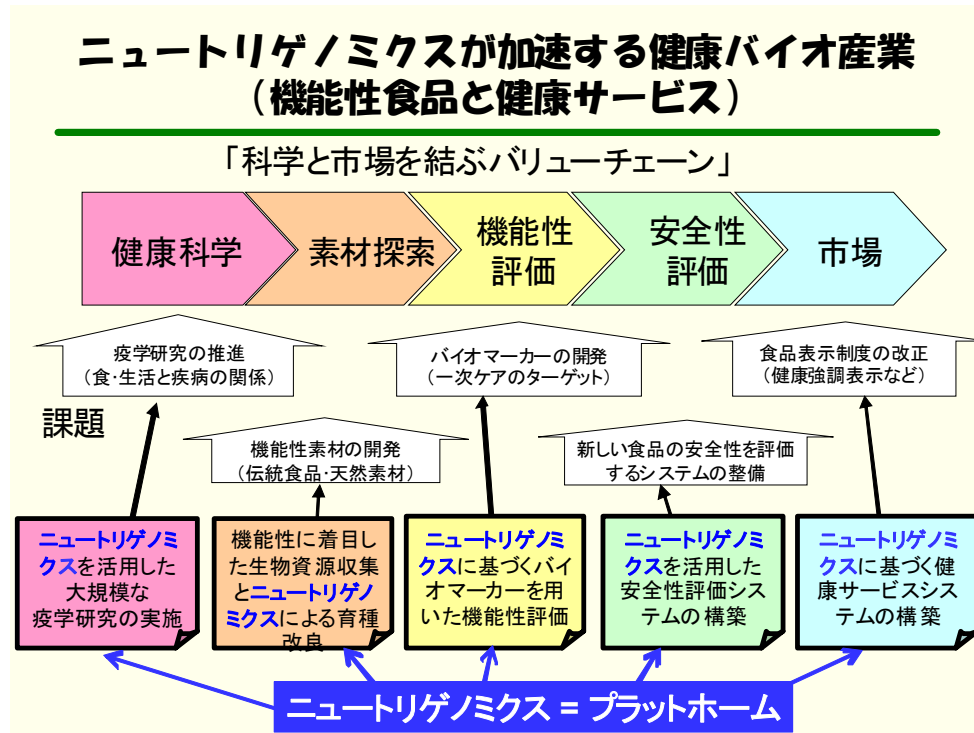 ニュートリゲノミクスが加速する健康バイオ産業
（機能性食品と健康サービス）
「科学と市場を結ぶバリューチェーン」
健康科学
素材探索
機能性
評価
安全性
評価
市場
疫学研究の推進
（食・生活と疾病の関係）
バイオマーカーの開発
（一次ケアのターゲット）
食品表示制度の改正
（健康強調表示など）
課題
機能性素材の開発
（伝統食品・天然素材）
新しい食品の安全性を評価
するシステムの整備
ニュートリゲノミ
クスを活用した
大規模な
疫学研究の実施
機能性に着目し
た生物資源収集
とニュートリゲノ
ミクスによる育種
改良
ニュートリゲノミ
クスに基づくバイ
オマーカーを用
いた機能性評価
ニュートリゲノミ
クスを活用した
安全性評価シス
テムの構築
ニュートリゲノミ
クスに基づく健
康サービスシス
テムの構築
ニュートリゲノミクス = プラットホーム